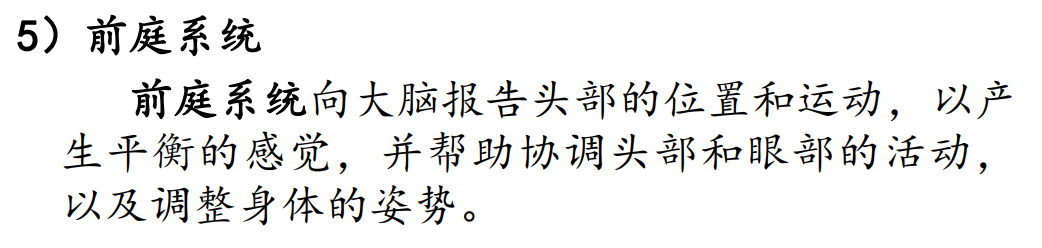 5）前庭系统
前庭系统向大脑报告头部的位置和运动，以产
生平衡的感觉，并帮助协调头部和眼部的活动，
以及调整身体的姿势。